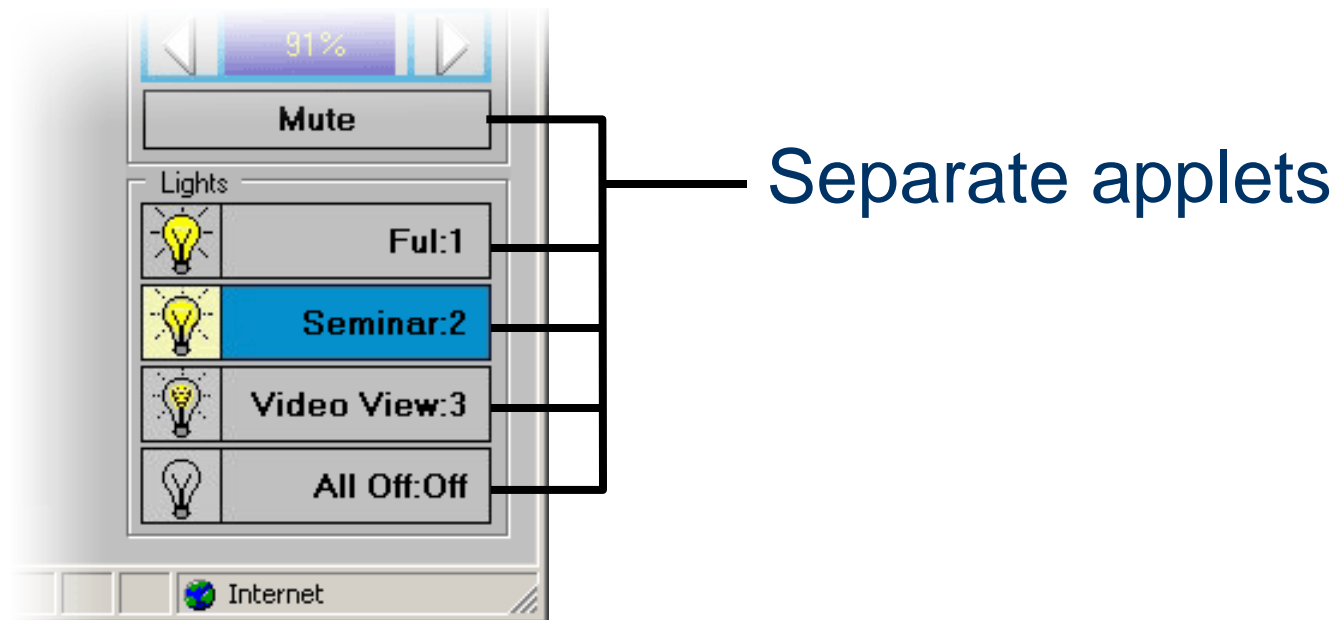 91%
Mute
Separate applets
Lights
Ful:1
Seminar:2
Video View:3
All Off:Off
Internet